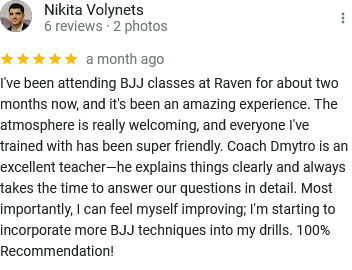 Nikita Volynets
6 reviews · 2 photos
a month ago
I've been attending BJJ classes at Raven for about two
months now, and it's been an amazing experience. The
atmosphere is really welcoming, and everyone I've
trained with has been super friendly. Coach Dmytro is an
excellent teacher—he explains things clearly and always
takes the time to answer our questions in detail. Most
importantly, I can feel myself improving; I'm starting to
incorporate more BJJ techniques into my drills. 100%
Recommendation!